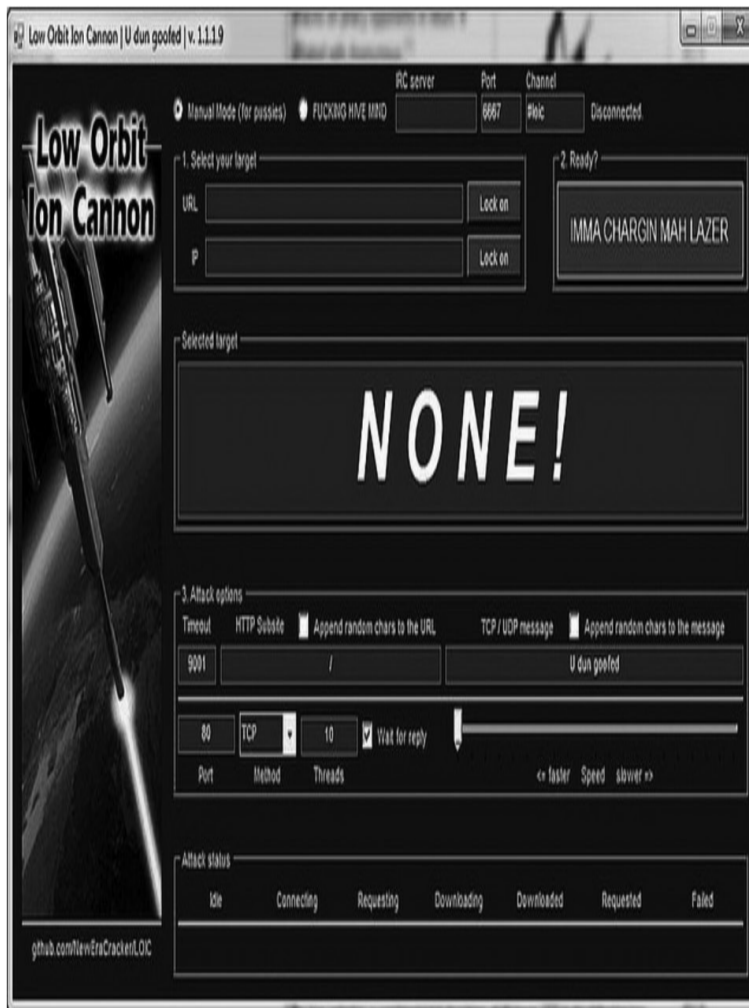 Low Orbit Ion Cannon | U dun goofed | v. 1.1.1.9
Low Orbit
Ion Cannon
IRC server Port Channel
Manual Mode (for pussies) FUCKING HIVE MIND 6667 #loic Disconnected.
1. Select your target
URL Lock on
IP Lock on
2. Ready?
IMMA CHARGIN MAH LAZER
Selected target
NONE!
3. Attack options
Timeout HTTP Subsite Append random chars to the URL TCP / UDP message Append random chars to the message
9001 / U dun goofed
80 TCP 10 Wait for reply
Port Method Threads <= faster Speed slower =>
Attack status
Idle Connecting Requesting Downloading Downloaded Requested Failed
github.com/NewEraCracker/LOIC